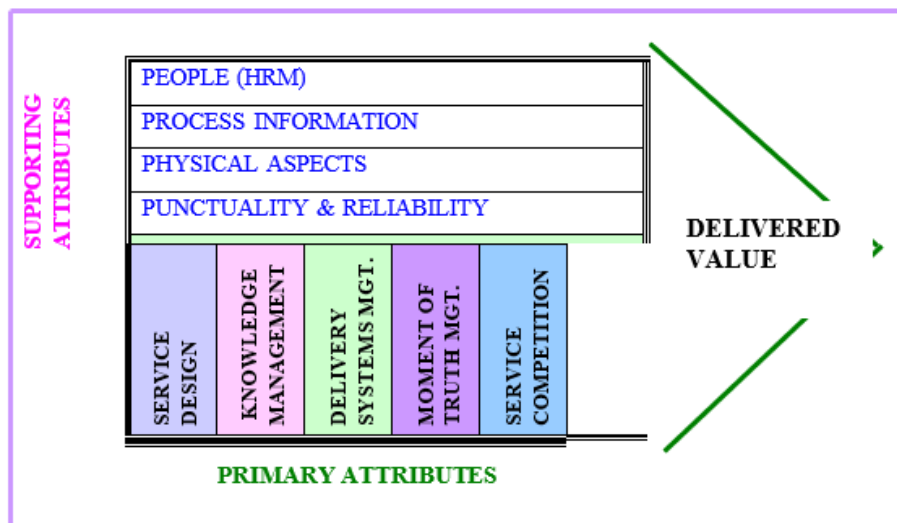 SUPPORTING
ATTRIBUTES
PEOPLE (HRM)
PROCESS INFORMATION
PHYSICAL ASPECTS
PUNCTUALITY & RELIABILITY
SERVICE
DESIGN
KNOWLEDGE
MANAGEMENT
DELIVERY
SYSTEMS MGT.
MOMENT OF
TRUTH MGT.
SERVICE
COMPETITION
DELIVERED
VALUE
PRIMARY ATTRIBUTES